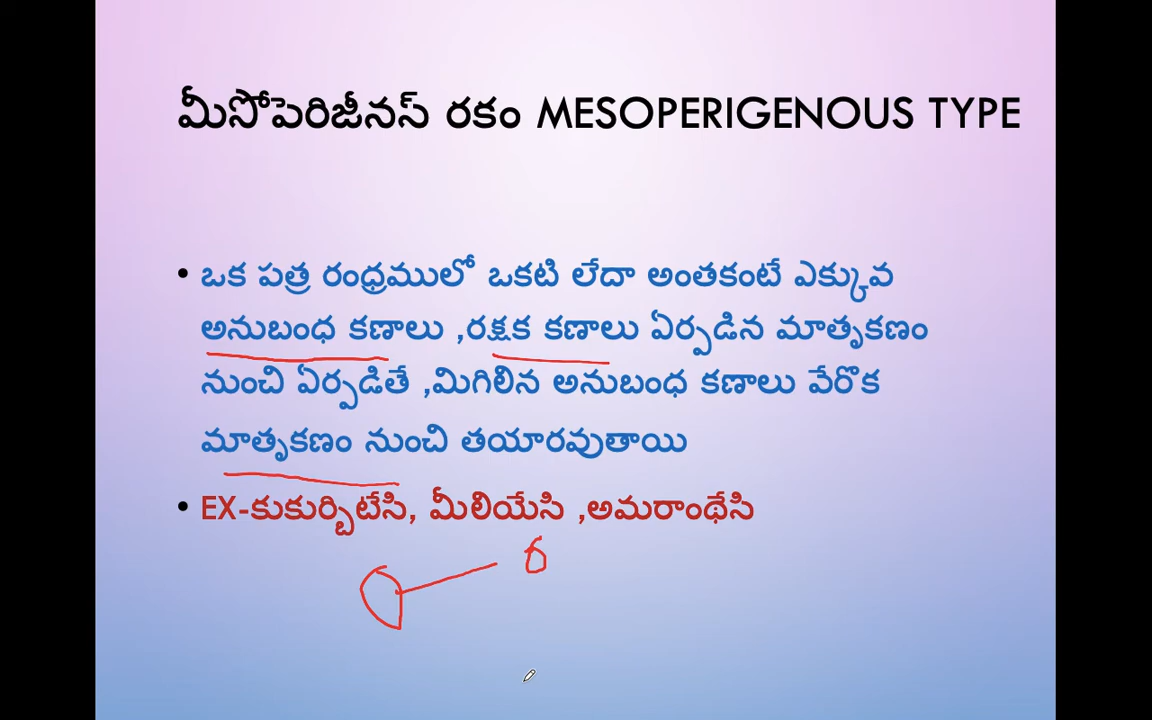 మీసోపెరిజీనస్ రకం MESOPERIGENOUS TYPE
• ఒక పత్ర రంధ్రములో ఒకటి లేదా అంతకంటే ఎక్కువ
అనుబంధ కణాలు ,రక్షక కణాలు ఏర్పడిన మాతృకణం
నుంచి ఏర్పడితే ,మిగిలిన అనుబంధ కణాలు వేరొక
మాతృకణం నుంచి తయారవుతాయి
• EX-కుకుర్బిటేసి, మీలియేసి ,అమరాంథేసి
ర